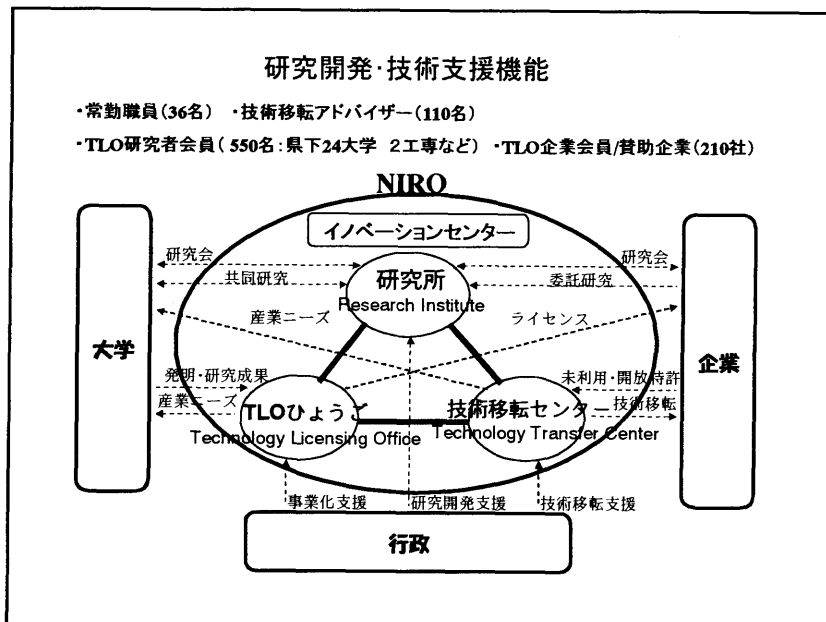 研究開発・技術支援機能
・常勤職員(36名) ・技術移転アドバイザー(110名)
・TLO研究者会員( 550名：県下24大学 2工専など) ・TLO企業会員/賛助企業(210社)
NIRO
イノベーションセンター
研究会
研究会
共同研究
研究所
委託研究
Research Institute
産業ニーズ
ライセンス
大学
企業
発明・研究成果
未利用・開放特許
産業ニーズ
TLOひょうご
技術移転センター
技術移転
Technology Licensing Office
Technology Transfer Center
事業化支援
研究開発支援
技術移転支援
行政